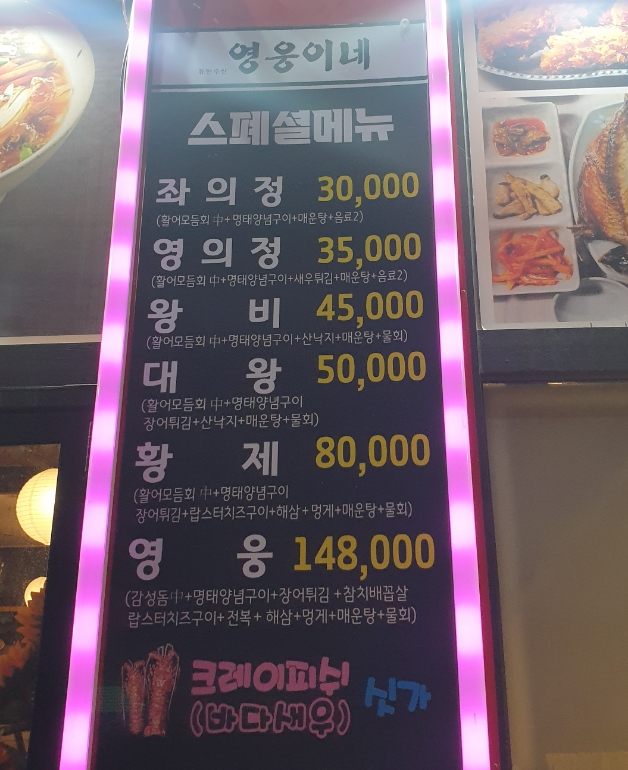 영웅이네
스페셜메뉴
좌의정 30,000
(활어모듬회 中+명태양념구이+매운탕+음료2)
영의정 35,000
(활어모듬회 中+명태양념구이+새우튀김+매운탕+음료2)
왕비 45,000
(활어모듬회 中+명태양념구이+산낙지+매운탕+물회)
대왕 50,000
(활어모듬회 中+명태양념구이
장어튀김+산낙지+매운탕+물회)
황제 80,000
(활어모듬회 中+명태양념구이
장어튀김+랍스터치즈구이+해삼+멍게+매운탕+물회)
영웅 148,000
(감성돔中+명태양념구이+장어튀김+참치배꼽살
랍스터치즈구이+전복+해삼+멍게+매운탕+물회)
크레이피쉬 싯가
(바다새우)